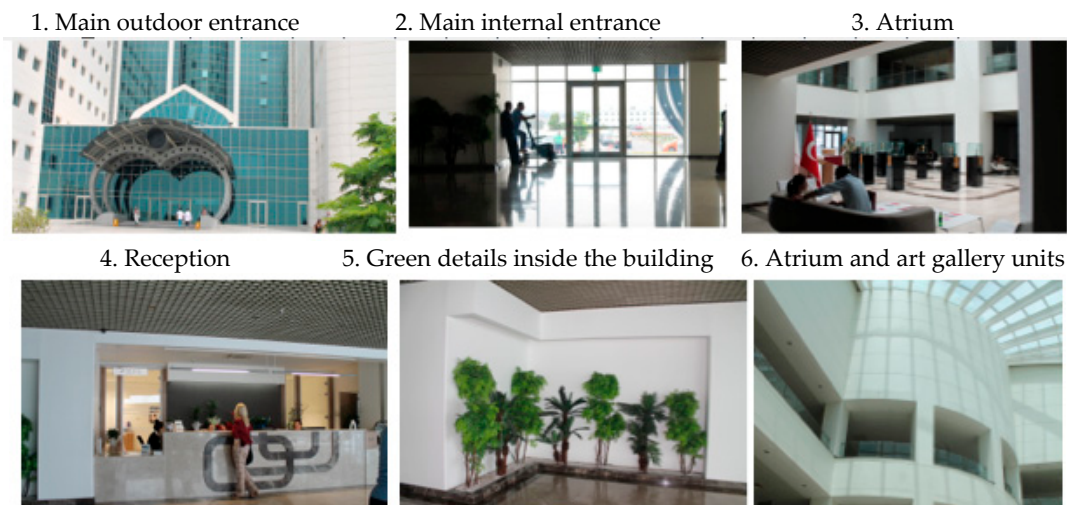 1. Main outdoor entrance
2. Main internal entrance
3. Atrium
4. Reception
5. Green details inside the building
6. Atrium and art gallery units